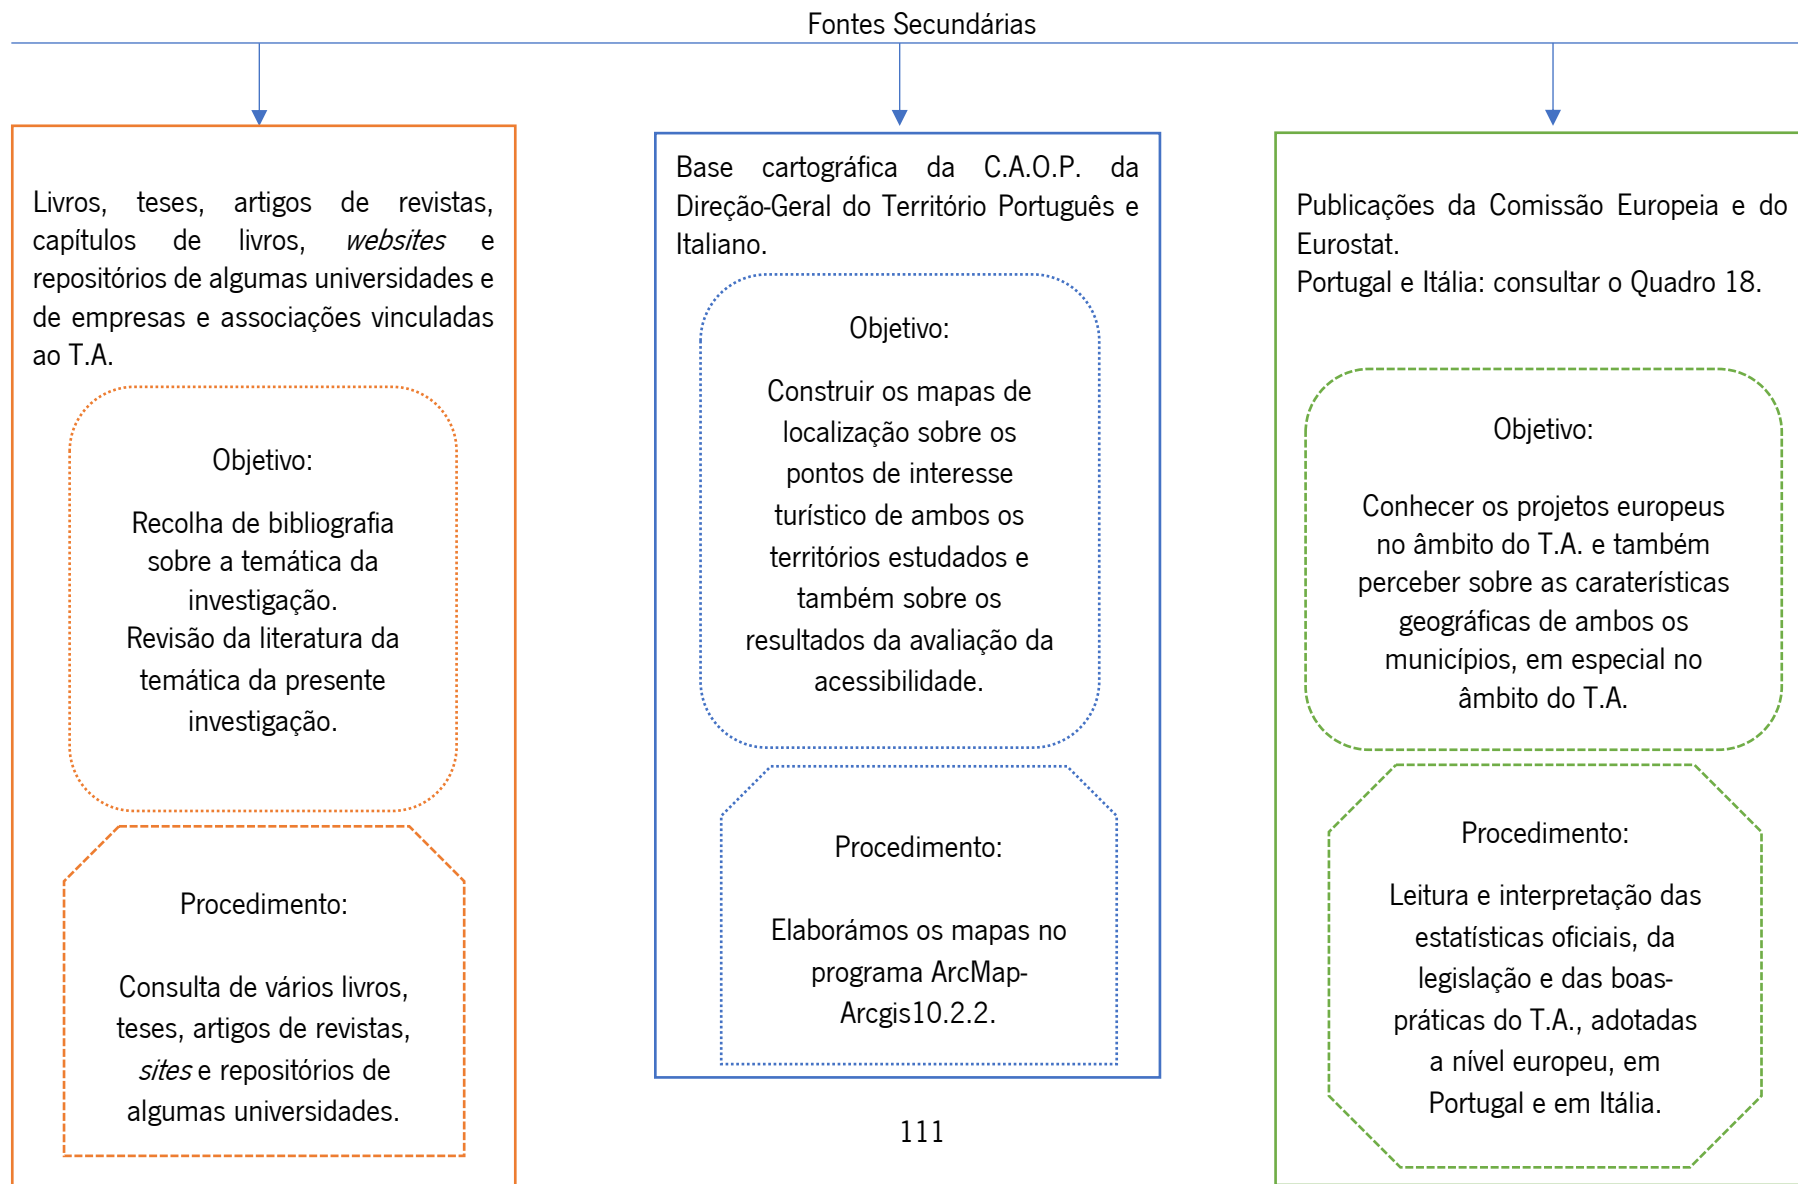 Fontes Secundárias
Livros, teses, artigos de revistas,
capítulos de livros, websites e
repositórios de algumas universidades e
de empresas e associações vinculadas
ao T.A.
Objetivo:
Recolha de bibliografia
sobre a temática da
investigação.
Revisão da literatura da
temática da presente
investigação.
Procedimento:
Consulta de vários livros,
teses, artigos de revistas,
sites e repositórios de
algumas universidades.
Base cartográfica da C.A.O.P. da
Direção-Geral do Território Português e
Italiano.
Objetivo:
Construir os mapas de
localização sobre os
pontos de interesse
turístico de ambos os
territórios estudados e
também sobre os
resultados da avaliação da
acessibilidade.
Procedimento:
Elaborámos os mapas no
programa ArcMap-
Arcgis10.2.2.
Publicações da Comissão Europeia e do
Eurostat.
Portugal e Itália: consultar o Quadro 18.
Objetivo:
Conhecer os projetos europeus
no âmbito do T.A. e também
perceber sobre as caraterísticas
geográficas de ambos os
municípios, em especial no
âmbito do T.A.
Procedimento:
Leitura e interpretação das
estatísticas oficiais, da
legislação e das boas-
práticas do T.A., adotadas
a nível europeu, em
Portugal e em Itália.
111